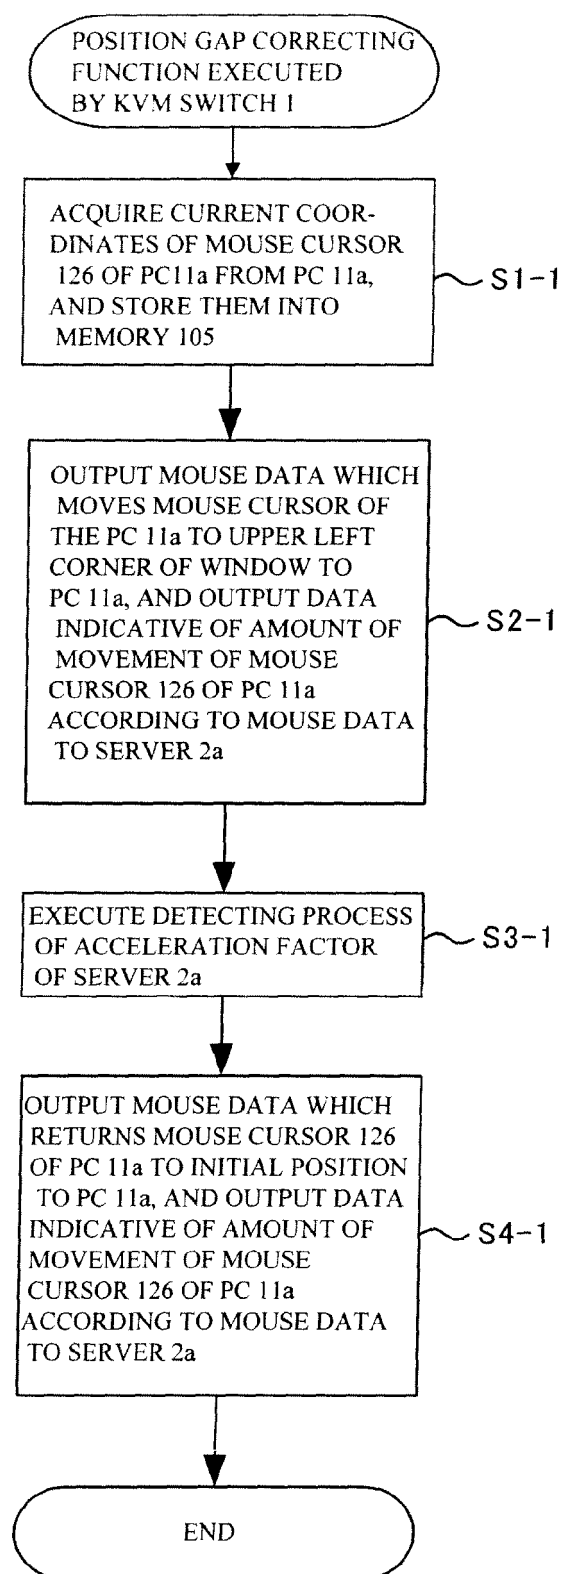 POSITION GAP CORRECTING
FUNCTION EXECUTED
BY KVM SWITCH 1
ACQUIRE CURRENT COOR-
DINATES OF MOUSE CURSOR
126 OF PC11a FROM PC 11a,
AND STORE THEM INTO
MEMORY 105
S1-1
OUTPUT MOUSE DATA WHICH
MOVES MOUSE CURSOR OF
THE PC 11a TO UPPER LEFT
CORNER OF WINDOW TO
PC 11a, AND OUTPUT DATA
INDICATIVE OF AMOUNT OF
MOVEMENT OF MOUSE
CURSOR 126 OF PC 11a
ACCORDING TO MOUSE DATA
TO SERVER 2a
S2-1
EXECUTE DETECTING PROCESS
OF ACCELERATION FACTOR
OF SERVER 2a
S3-1
OUTPUT MOUSE DATA WHICH
RETURNS MOUSE CURSOR 126
OF PC 11a TO INITIAL POSITION
TO PC 11a, AND OUTPUT DATA
INDICATIVE OF AMOUNT OF
MOVEMENT OF MOUSE
CURSOR 126 OF PC 11a
ACCORDING TO MOUSE DATA
TO SERVER 2a
S4-1
END